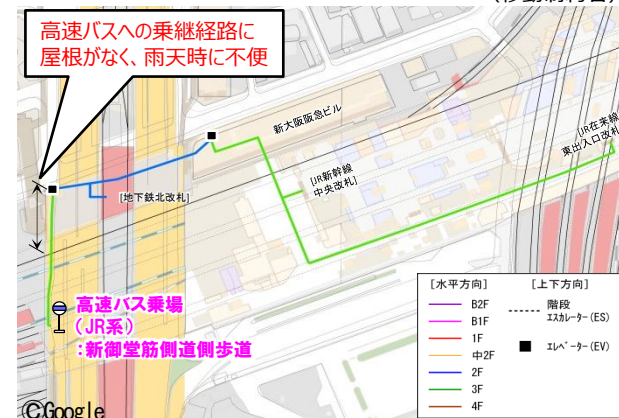 (移動制約者)
高速バスへの乗継経路に
屋根がなく、雨天時に不便
新大阪阪急ビル
[JR在来線
東出入口改札]
[JR新幹線
中央改札]
[地下鉄北改札]
高速バス乗場
(JR系)
:新御堂筋側道側歩道
[水平方向]
B2F
B1F
1F
中2F
2F
3F
4F
[上下方向]
階段
エスカレーター(ES)
エレベーター(EV)
©Google